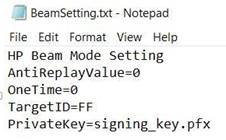 BeamSetting.txt - Notepad
File Edit Format View Help
HP Beam Mode Setting
AntiReplayValue=0
OneTime=0
TargetID=FF
PrivateKey=signing_key.pfx